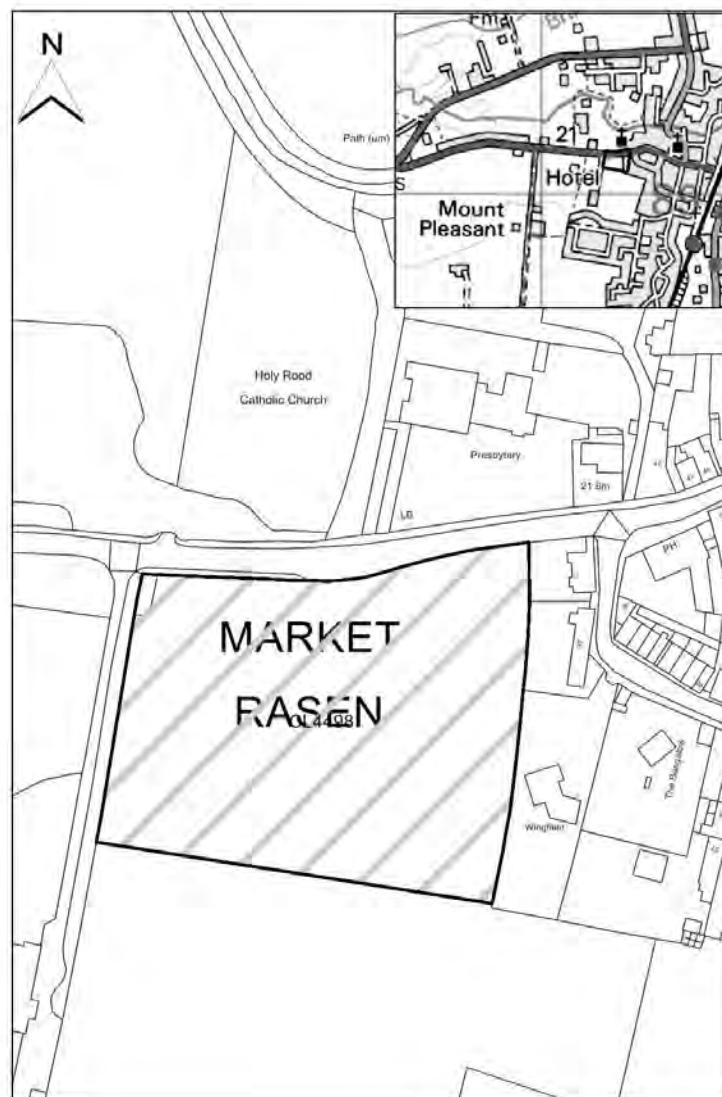 N
Path (um)
21
Hotel
S
Mount
Pleasant
Holy Rood
Catholic Church
Presbytery
21.6m
LB
PH
MARKET
RASEN
CL4498
The Bungalow
Wingfield